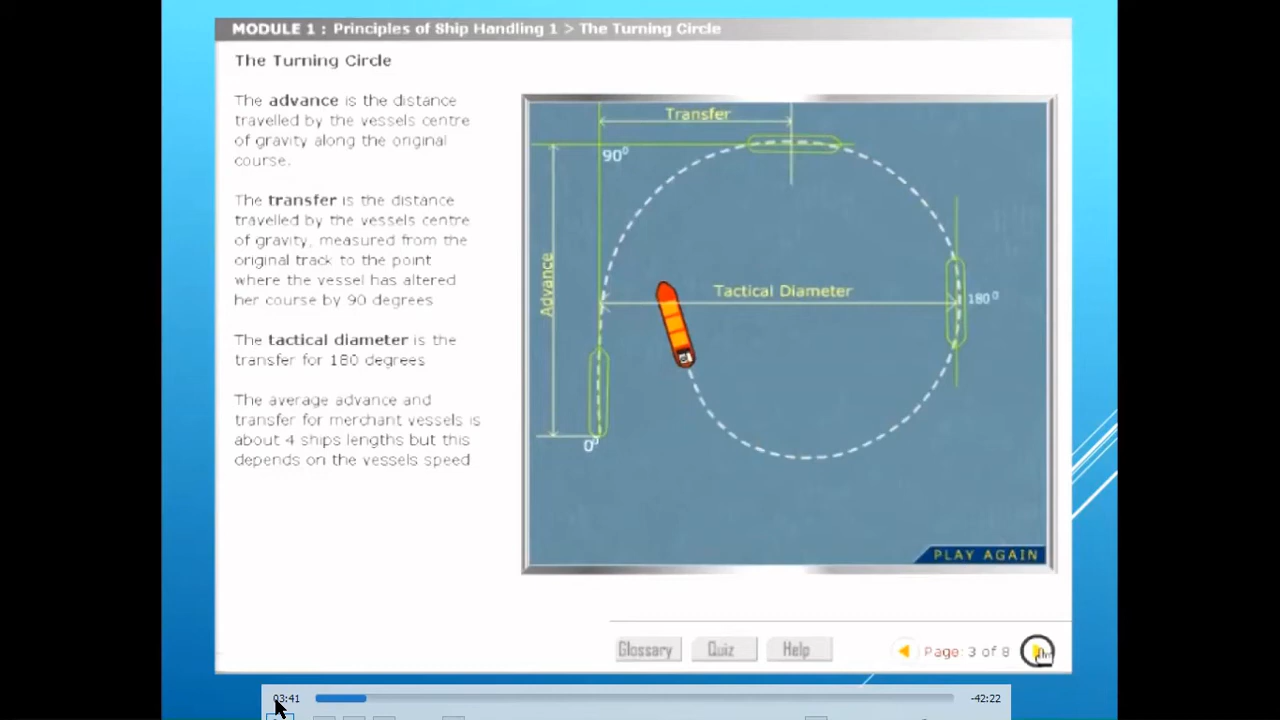 MODULE 1 : Principles of Ship Handling 1 > The Turning Circle
The Turning Circle
The advance is the distance
travelled by the vessels centre
of gravity along the original
course.
The transfer is the distance
travelled by the vessels centre
of gravity, measured from the
original track to the point
where the vessel has altered
her course by 90 degrees
The tactical diameter is the
transfer for 180 degrees
The average advance and
transfer for merchant vessels is
about 4 ships lengths but this
depends on the vessels speed
Transfer
90⁰
Advance
Tactical Diameter
180⁰
0⁰
PLAY AGAIN
Glossary
Quiz
Help
Page: 3 of 8
03:41
-42:22